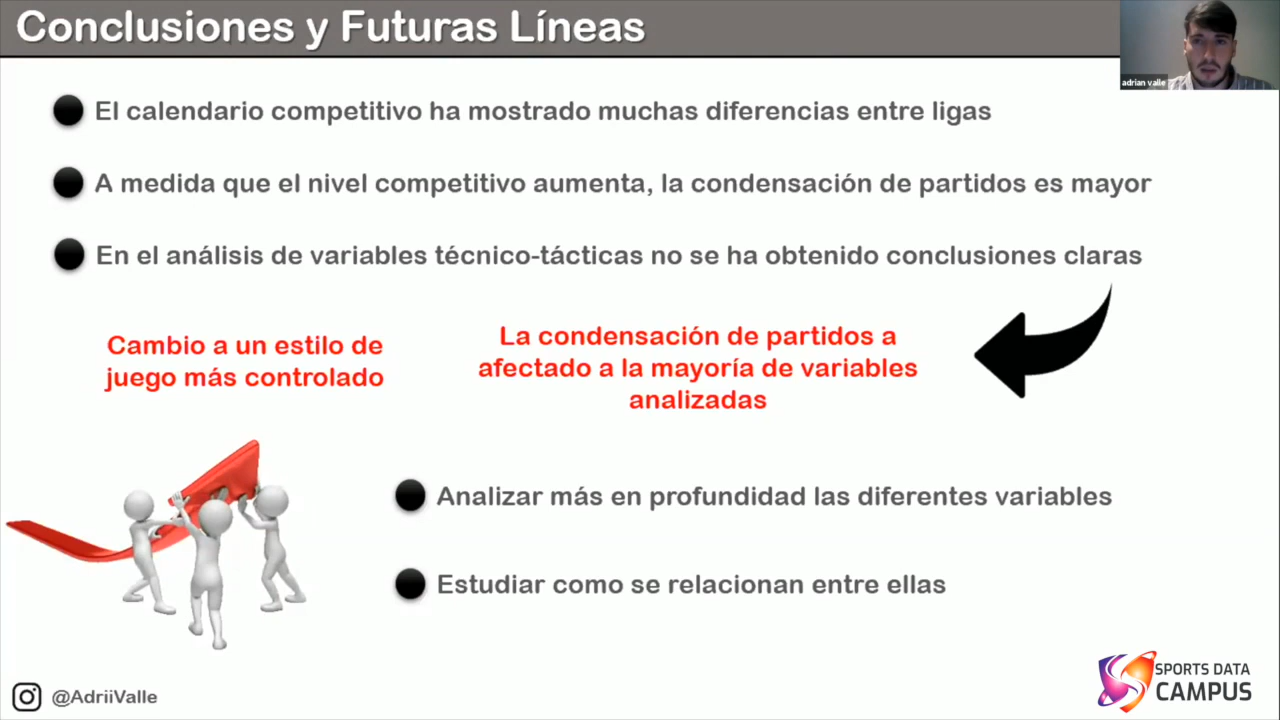 Conclusiones y Futuras Líneas
adrian valle
El calendario competitivo ha mostrado muchas diferencias entre ligas
A medida que el nivel competitivo aumenta, la condensación de partidos es mayor
En el análisis de variables técnico-tácticas no se ha obtenido conclusiones claras
Cambio a un estilo de
juego más controlado
La condensación de partidos a
afectado a la mayoría de variables
analizadas
Analizar más en profundidad las diferentes variables
Estudiar como se relacionan entre ellas
@AdriiValle
SPORTS DATA
CAMPUS